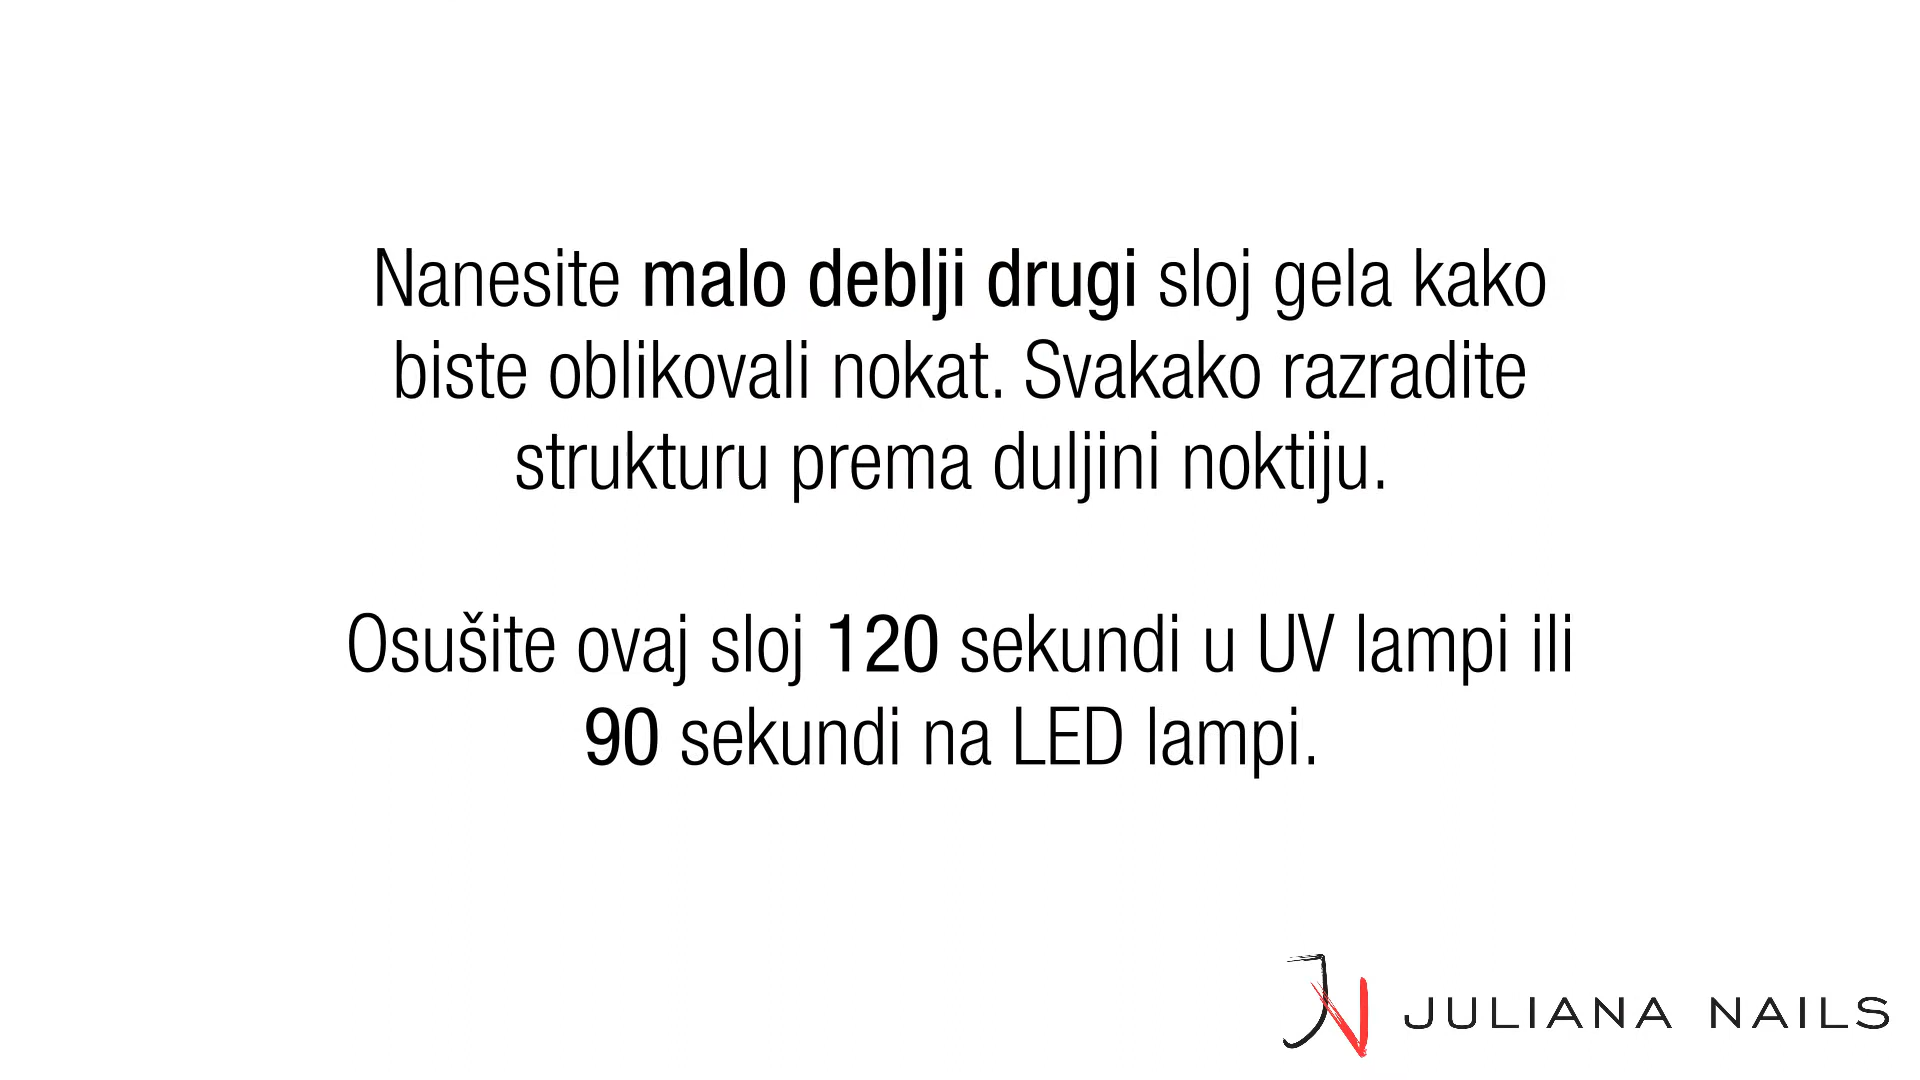 Nanesite malo deblji drugi sloj gela kako
biste oblikovali nokat. Svakako razradite
strukturu prema duljini noktiju.
Osušite ovaj sloj 120 sekundi u UV lampi ili
90 sekundi na LED lampi.
JN JULIANA NAILS